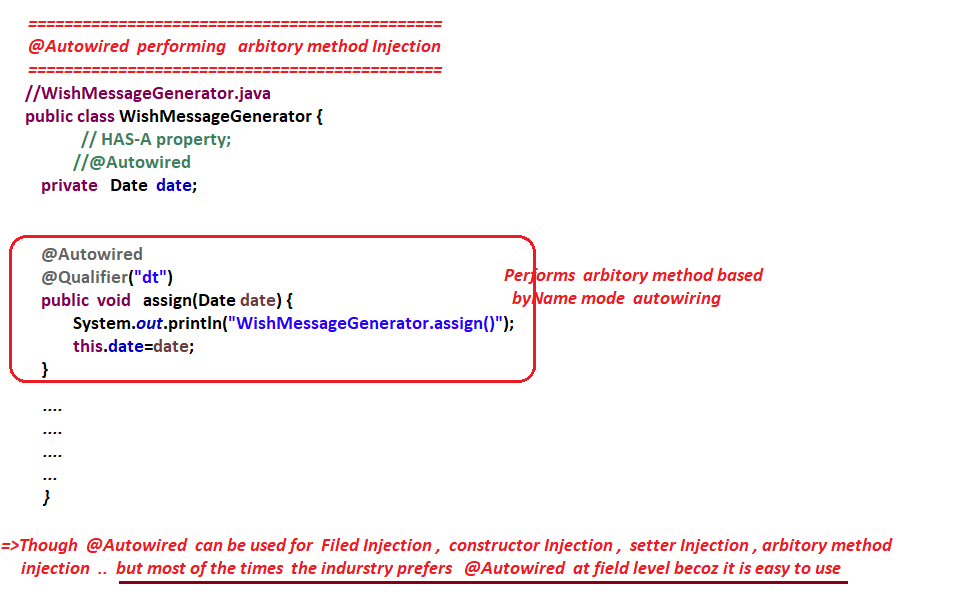 ==============================================
@Autowired performing arbitory method Injection
==============================================
//WishMessageGenerator.java
public class WishMessageGenerator {
// HAS-A property;
//@Autowired
private Date date;
@Autowired
@Qualifier("dt")
public void assign(Date date) {
System.out.println("WishMessageGenerator.assign()");
this.date=date;
}
Performs arbitory method based
byName mode autowiring
....
....
....
...
}
=>Though @Autowired can be used for Filed Injection , constructor Injection , setter Injection , arbitory method
injection .. but most of the times the indurstry prefers @Autowired at field level becoz it is easy to use